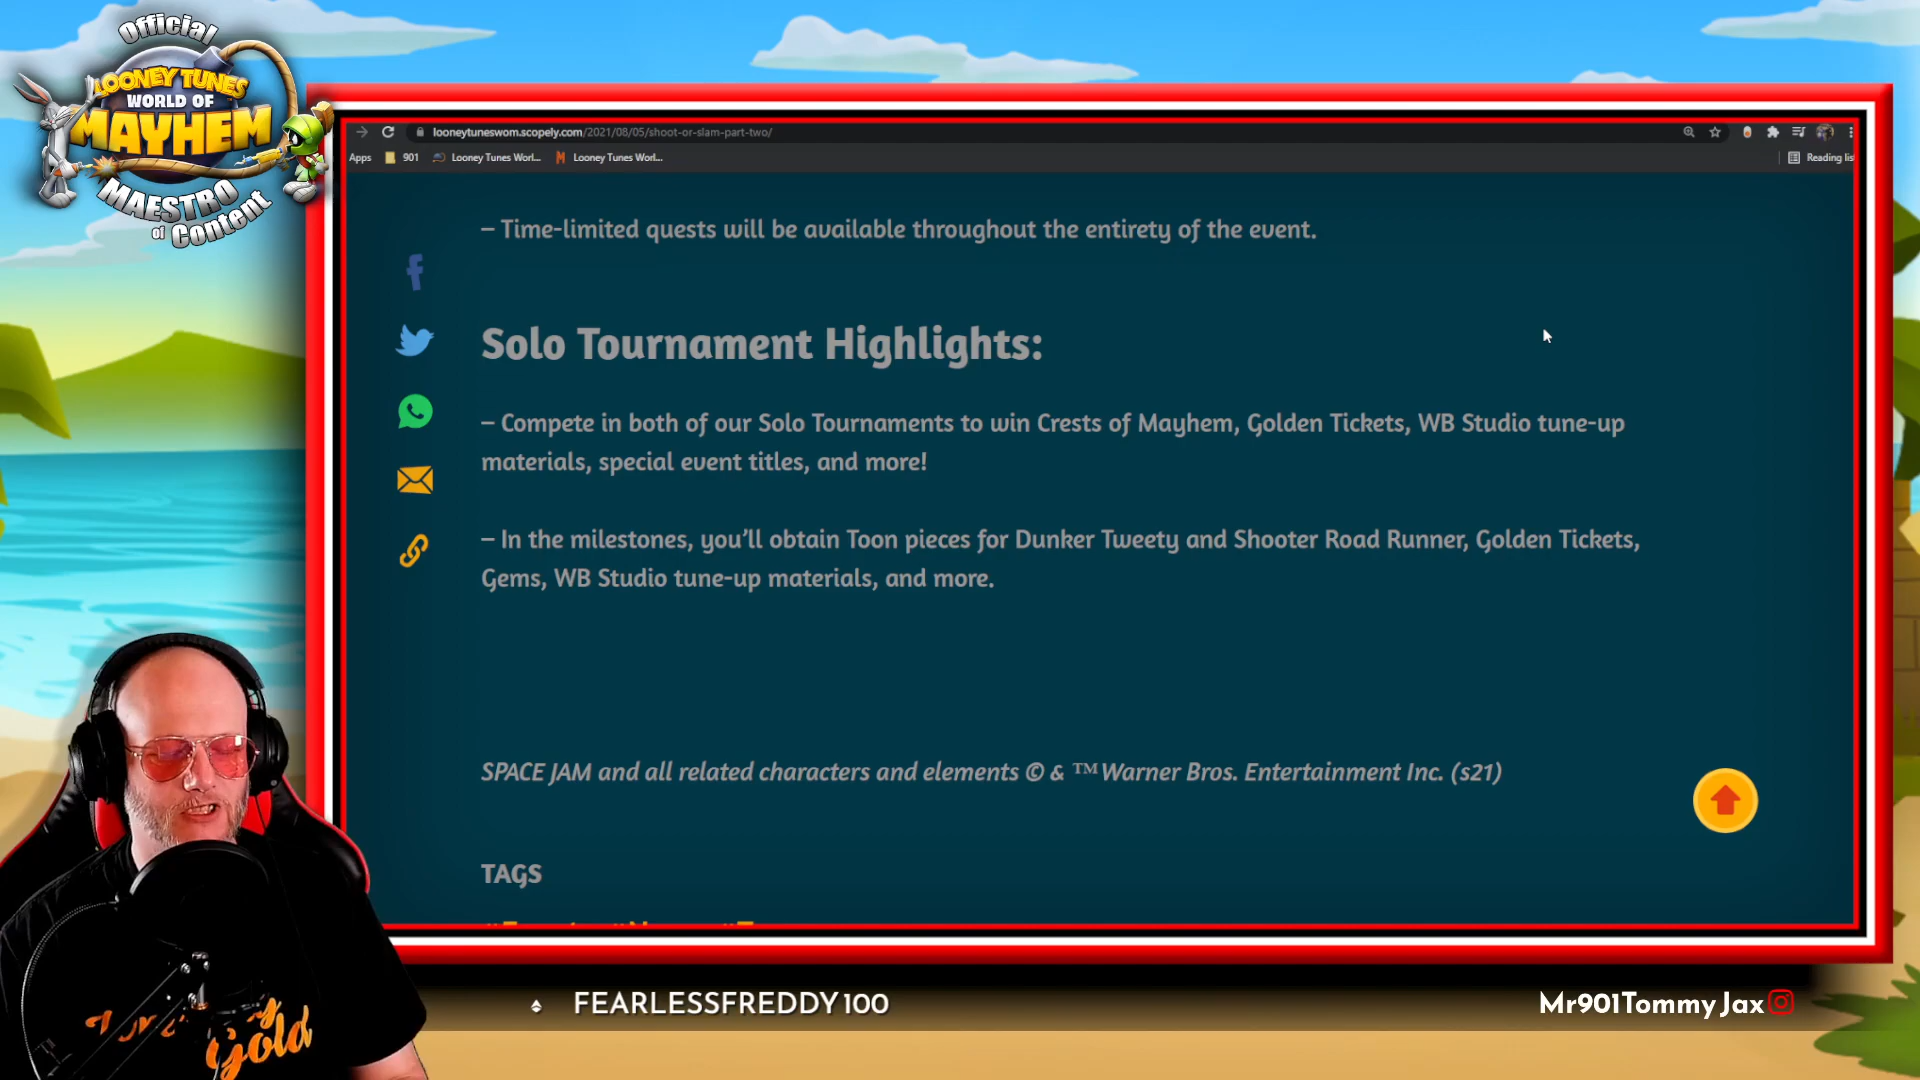 Official
LOONEY TUNES
WORLD OF
MAYHEM
MAESTRO
of Content
looneytuneswom.scopely.com/2021/08/05/shoot-or-slam-part-two/
Apps 901 Looney Tunes Worl... Looney Tunes Worl... Reading lis
– Time-limited quests will be available throughout the entirety of the event.
Solo Tournament Highlights:
– Compete in both of our Solo Tournaments to win Crests of Mayhem, Golden Tickets, WB Studio tune-up
materials, special event titles, and more!
– In the milestones, you’ll obtain Toon pieces for Dunker Tweety and Shooter Road Runner, Golden Tickets,
Gems, WB Studio tune-up materials, and more.
SPACE JAM and all related characters and elements © & ™Warner Bros. Entertainment Inc. (s21)
TAGS
Gold
FEARLESSFREDDY100
Mr901TommyJax